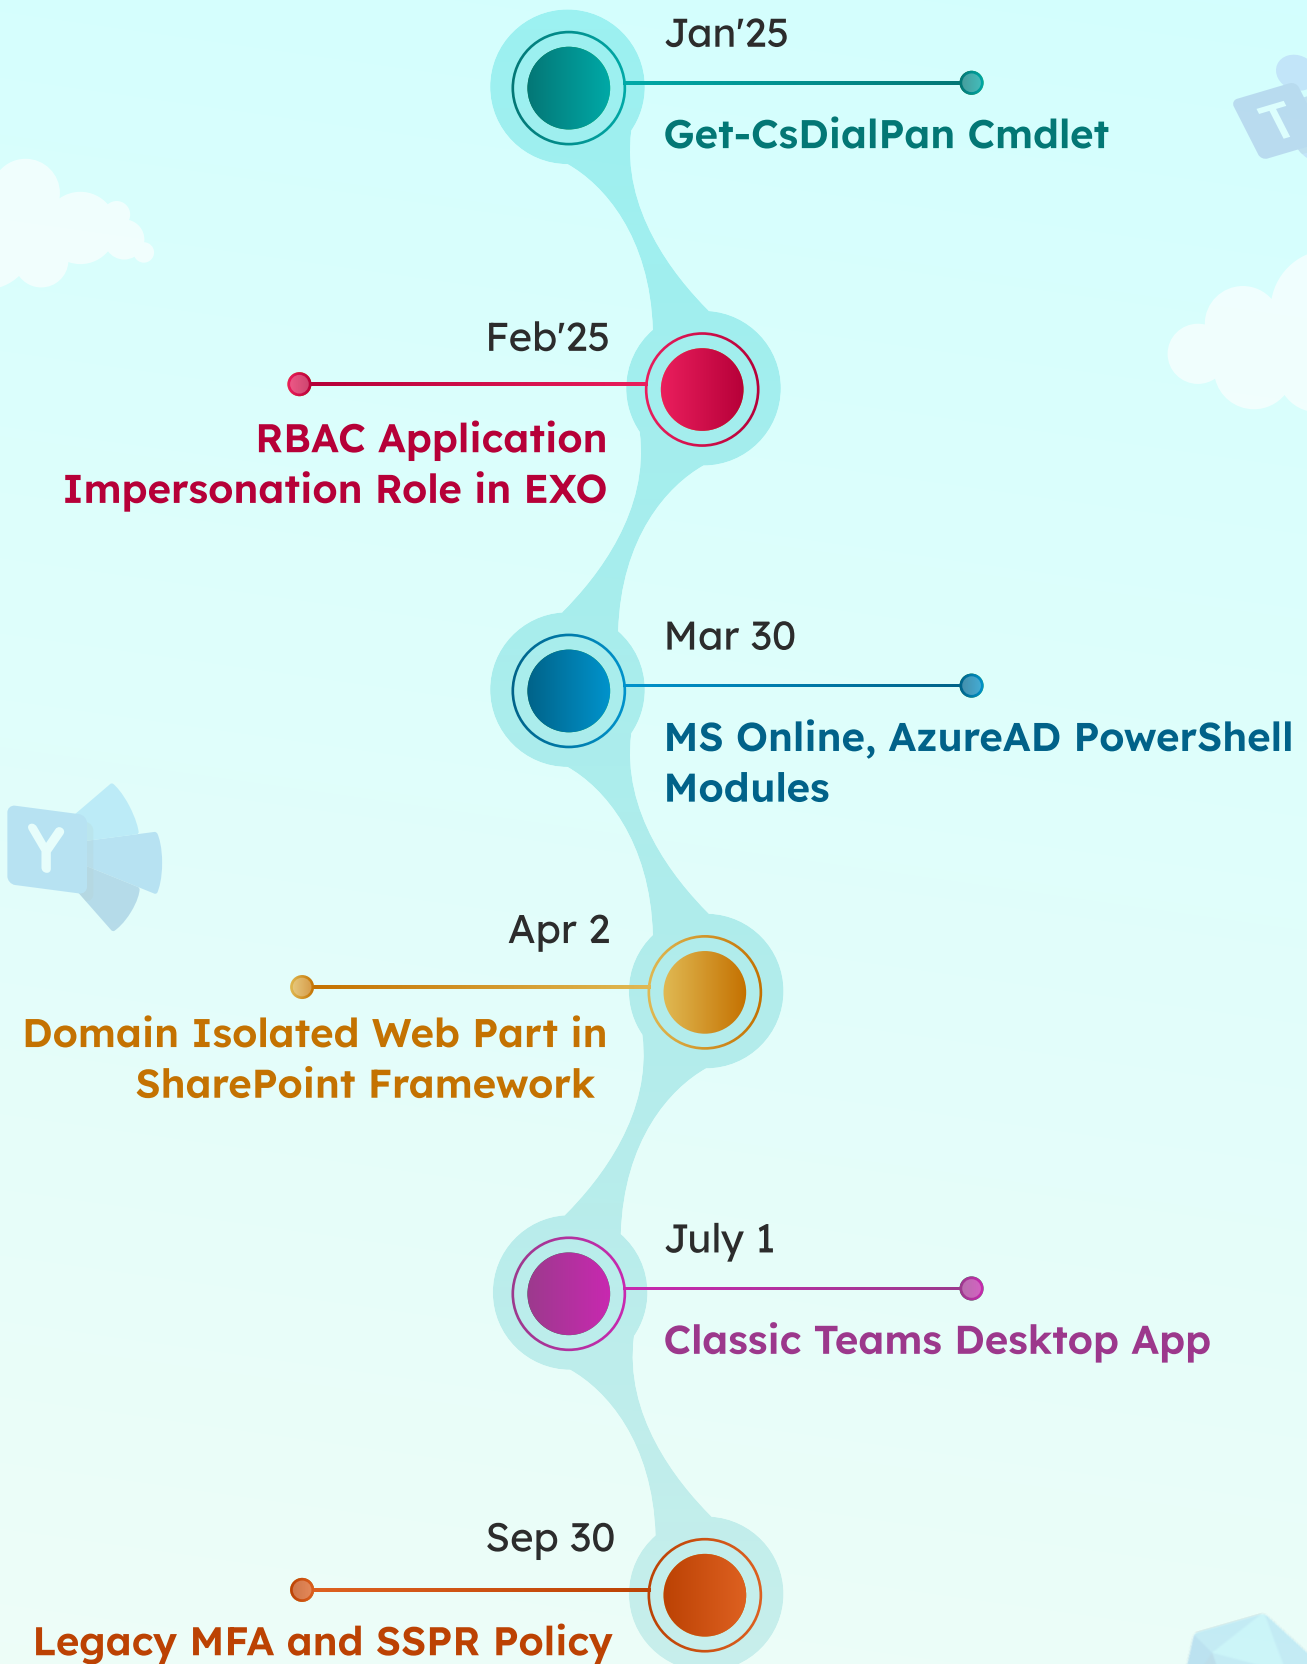 Jan'25
Get-CsDialPan Cmdlet
T
Feb'25
RBAC Application
Impersonation Role in EXO
Mar 30
MS Online, AzureAD PowerShell
Modules
Y
Apr 2
Domain Isolated Web Part in
SharePoint Framework
July 1
Classic Teams Desktop App
Sep 30
Legacy MFA and SSPR Policy